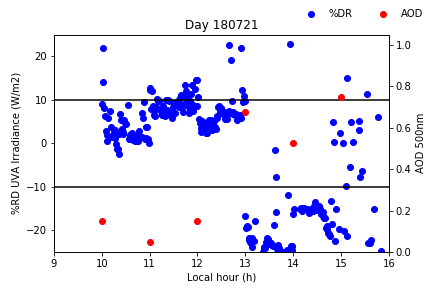 %DR AOD
Day 180721
%RD UVA Irradiance (W/m2)
20
10
0
−10
−20
1.0
0.8
0.6
0.4
0.2
0.0
AOD 500nm
9 10 11 12 13 14 15 16
Local hour (h)